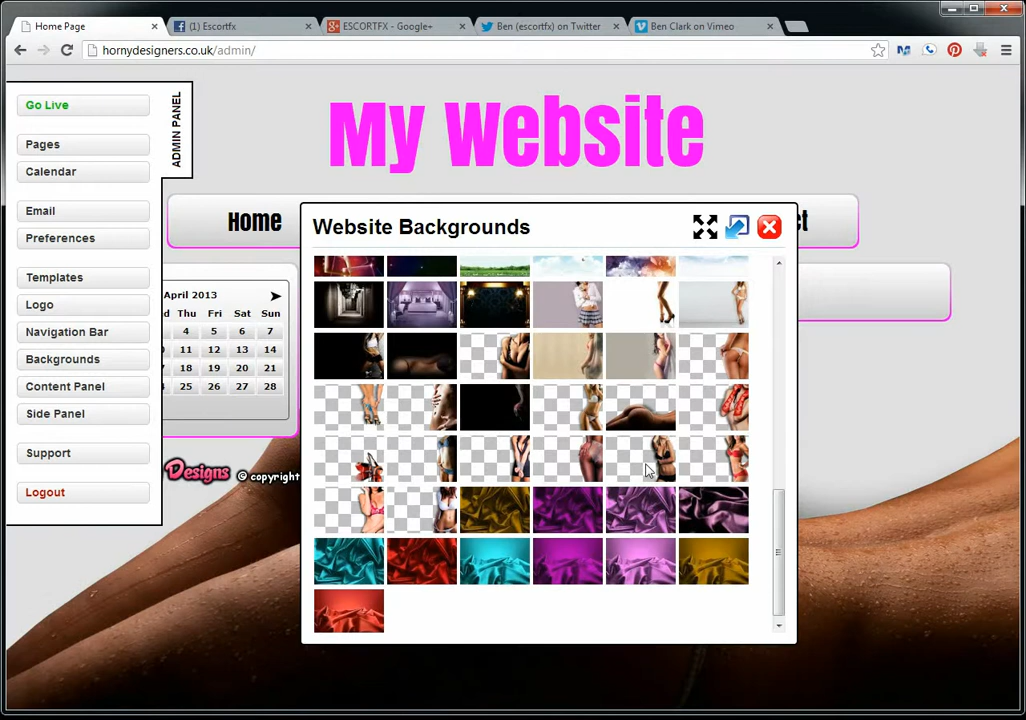 Home Page
(1) Escortfx
ESCORTFX - Google+
Ben (escortfx) on Twitter
Ben Clark on Vimeo
hornydesigners.co.uk/admin/
ADMIN PANEL
Go Live
Pages
Calendar
Email
Preferences
Templates
Logo
Navigation Bar
Backgrounds
Content Panel
Side Panel
Support
Logout
My Website
Home
Website Backgrounds
April 2013
Thu Fri Sat Sun
4 5 6 7
11 12 13 14
18 19 20 21
25 26 27 28
Designs © copyright